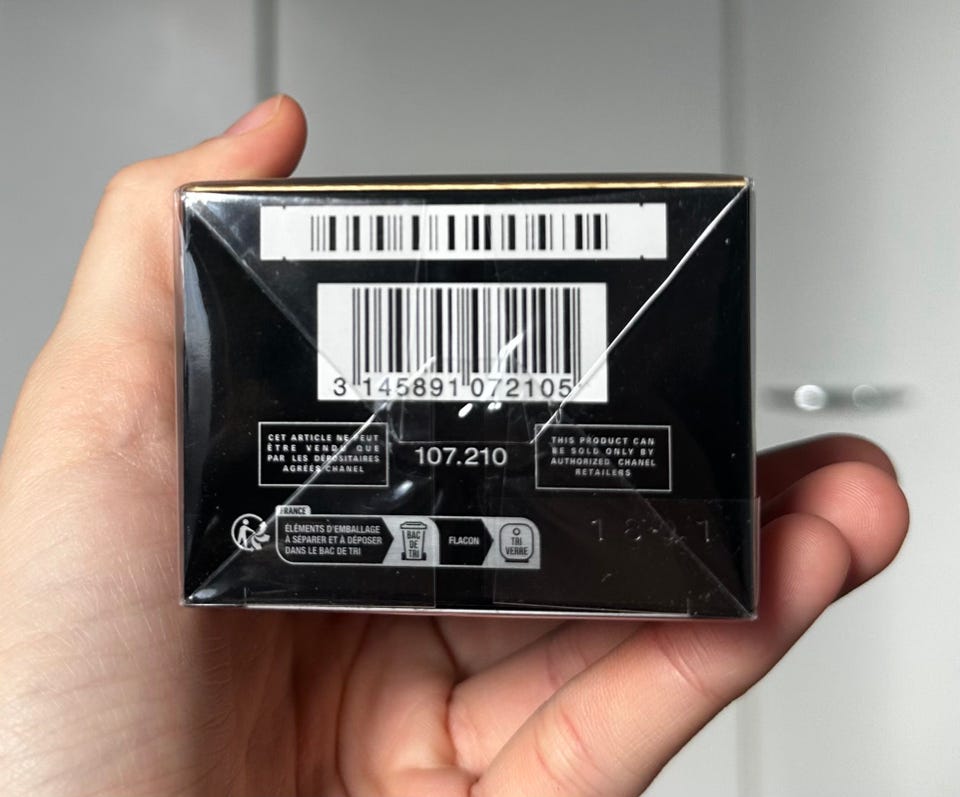 3 145891 072105
CET ARTICLE NE PEUT
ÊTRE VENDU QUE
PAR LES DÉPOSITAIRES
AGRÉÉS CHANEL
107.210
THIS PRODUCT CAN
BE SOLD ONLY BY
AUTHORIZED CHANEL
RETAILERS
FRANCE
ÉLÉMENTS D'EMBALLAGE
À SÉPARER ET À DÉPOSER
DANS LE BAC DE TRI
BAC
DE
TRI
FLACON
TRI
VERRE